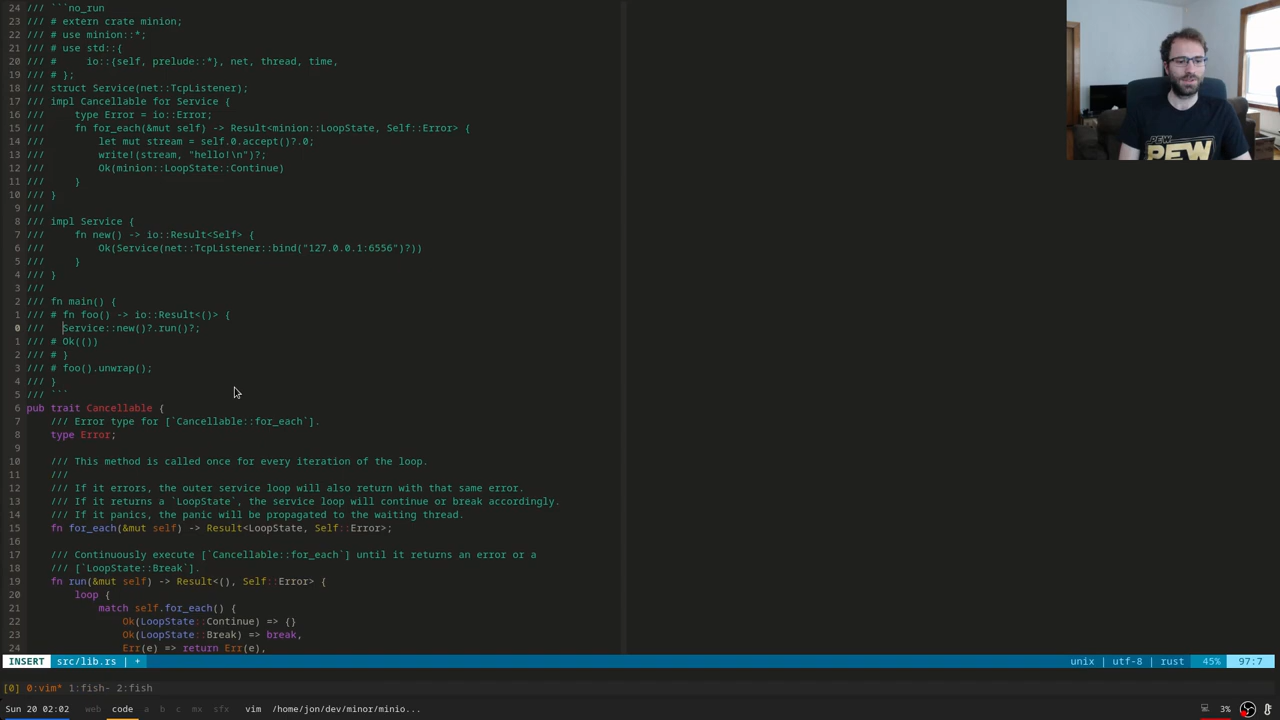 24 /// ```no_run
23 /// # extern crate minion;
22 /// # use minion::*;
21 /// # use std::{
20 /// #     io::{self, prelude::*}, net, thread, time,
19 /// # };
18 /// struct Service(net::TcpListener);
17 /// impl Cancellable for Service {
16 ///     type Error = io::Error;
15 ///     fn for_each(&mut self) -> Result<minion::LoopState, Self::Error> {
14 ///         let mut stream = self.0.accept()?.0;
13 ///         write!(stream, "hello!\n")?;
12 ///         Ok(minion::LoopState::Continue)
11 ///     }
10 /// }
9 ///
8 /// impl Service {
7 ///     fn new() -> io::Result<Self> {
6 ///         Ok(Service(net::TcpListener::bind("127.0.0.1:6556")?))
5 ///     }
4 /// }
3 ///
2 /// fn main() {
1 /// # fn foo() -> io::Result<()> {
0 ///   Service::new()?.run()?;
1 /// # Ok(())
2 /// # }
3 /// # foo().unwrap();
4 /// }
5 /// ```
6 pub trait Cancellable {
7     /// Error type for [`Cancellable::for_each`].
8     type Error;
9
10     /// This method is called once for every iteration of the loop.
11     ///
12     /// If it errors, the outer service loop will also return with that same error.
13     /// If it returns a `LoopState`, the service loop will continue or break accordingly.
14     /// If it panics, the panic will be propagated to the waiting thread.
15     fn for_each(&mut self) -> Result<LoopState, Self::Error>;
16
17     /// Continuously execute [`Cancellable::for_each`] until it returns an error or a
18     /// [`LoopState::Break`].
19     fn run(&mut self) -> Result<(), Self::Error> {
20         loop {
21             match self.for_each() {
22                 Ok(LoopState::Continue) => {}
23                 Ok(LoopState::Break) => break,
24                 Err(e) => return Err(e),
INSERT src/lib.rs | + unix | utf-8 | rust 45% 97:7
[0] 0:vim* 1:fish- 2:fish
Sun 20 02:02 web code a b c mx sfx vim /home/jon/dev/minor/minio... 3%
PEW
PEW